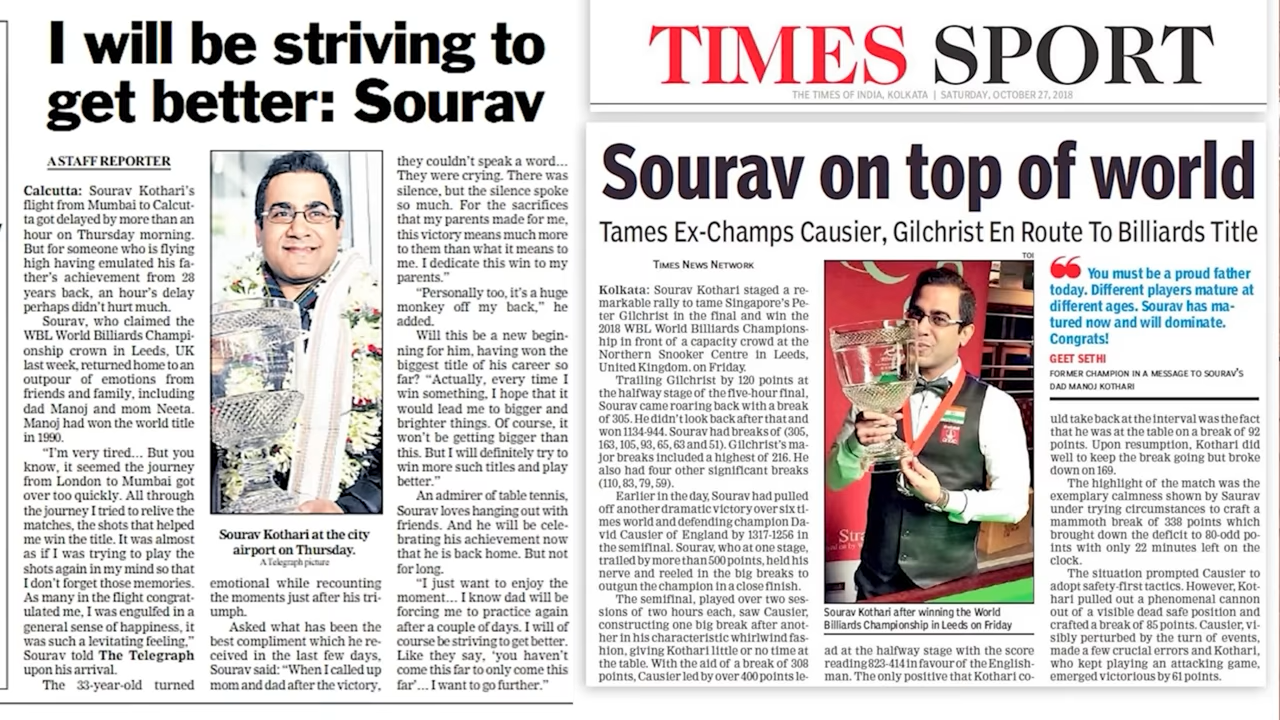 I will be striving to
get better: Sourav
A STAFF REPORTER
Calcutta: Sourav Kothari's
flight from Mumbai to Calcut-
ta got delayed by more than an
hour on Thursday morning.
But for someone who is flying
high having emulated his fa-
ther's achievement from 28
years back, an hour's delay
perhaps didn't hurt much.
Sourav, who claimed the
WBL World Billiards Champi-
onship crown in Leeds, UK
last week, returned home to an
outpour of emotions from
friends and family, including
dad Manoj and mom Neeta.
Manoj had won the world title
in 1990.
"I'm very tired... But you
know, it seemed the journey
from London to Mumbai got
over too quickly. All through
the journey I tried to relive the
matches, the shots that helped
me win the title. It was almost
as if I was trying to play the
shots again in my mind so that
I don't forget those memories.
As many in the flight congrat-
ulated me, I was engulfed in a
general sense of happiness, it
was such a levitating feeling,"
Sourav told The Telegraph
upon his arrival.
The 33-year-old turned
Sourav Kothari at the city
airport on Thursday.
A Telegraph picture
emotional while recounting
the moments just after his tri-
umph.
Asked what has been the
best compliment which he re-
ceived in the last few days,
Sourav said: "When I called up
mom and dad after the victory,
they couldn't speak a word...
They were crying. There was
silence, but the silence spoke
so much. For the sacrifices
that my parents made for me,
this victory means much more
to them than what it means to
me. I dedicate this win to my
parents."
"Personally too, it's a huge
monkey off my back," he
added.
Will this be a new begin-
ning for him, having won the
biggest title of his career so
far? "Actually, every time I
win something, I hope that it
would lead me to bigger and
brighter things. Of course, it
won't be getting bigger than
this. But I will definitely try to
win more such titles and play
better."
An admirer of table tennis,
Sourav loves hanging out with
friends. And he will be cele-
brating his achievement now
that he is back home. But not
for long.
"I just want to enjoy the
moment... I know dad will be
forcing me to practice again
after a couple of days. I will of
course be striving to get better.
Like they say, 'you haven't
come this far to only come this
far'... I want to go further."
TIMES SPORT
THE TIMES OF INDIA, KOLKATA | SATURDAY, OCTOBER 27, 2018
Sourav on top of world
Tames Ex-Champs Causier, Gilchrist En Route To Billiards Title
TIMES NEWS NETWORK
Kolkata: Sourav Kothari staged a re-
markable rally to tame Singapore's Pe-
ter Gilchrist in the final and win the
2018 WBL World Billiards Champions-
hip in front of a capacity crowd at the
Northern Snooker Centre in Leeds,
United Kingdom. on Friday.
Trailing Gilchrist by 120 points at
the halfway stage of the five-hour final,
Sourav came roaring back with a break
of 305. He didn't look back after that and
won 1134-944. Sourav had breaks of (305,
163, 105, 93, 65, 63 and 51). Gilchrist's ma-
jor breaks included a highest of 216. He
also had four other significant breaks
(110, 83, 79, 59).
Earlier in the day, Sourav had pulled
off another dramatic victory over six ti-
mes world and defending champion Da-
vid Causier of England by 1317-1256 in
the semifinal. Sourav, who at one stage,
trailed by more than 500 points, held his
nerve and reeled in the big breaks to
outgun the champion in a close finish.
The semifinal, played over two ses-
sions of two hours each, saw Causier,
constructing one big break after anot-
her in his characteristic whirlwind fas-
hion, giving Kothari little or no time at
the table. With the aid of a break of 308
points, Causier led by over 400 points le-
TOI
Stra
Sourav Kothari after winning the World
Billiards Championship in Leeds on Friday
ad at the halfway stage with the score
reading 823-414 in favour of the English-
man. The only positive that Kothari co-
You must be a proud father
today. Different players mature at
different ages. Sourav has ma-
tured now and will dominate.
Congrats!
GEET SETHI
FORMER CHAMPION IN A MESSAGE TO SOURAV'S
DAD MANOJ KOTHARI
uld take back at the interval was the fact
that he was at the table on a break of 92
points. Upon resumption, Kothari did
well to keep the break going but broke
down on 169.
The highlight of the match was the
exemplary calmness shown by Saurav
under trying circumstances to craft a
mammoth break of 338 points which
brought down the deficit to 80-odd po-
ints with only 22 minutes left on the
clock.
The situation prompted Causier to
adopt safety-first tactics. However, Kot-
hari pulled out a phenomenal cannon
out of a visible dead safe position and
crafted a break of 85 points. Causier, vi-
sibly perturbed by the turn of events,
made a few crucial errors and Kothari,
who kept playing an attacking game,
emerged victorious by 61 points.